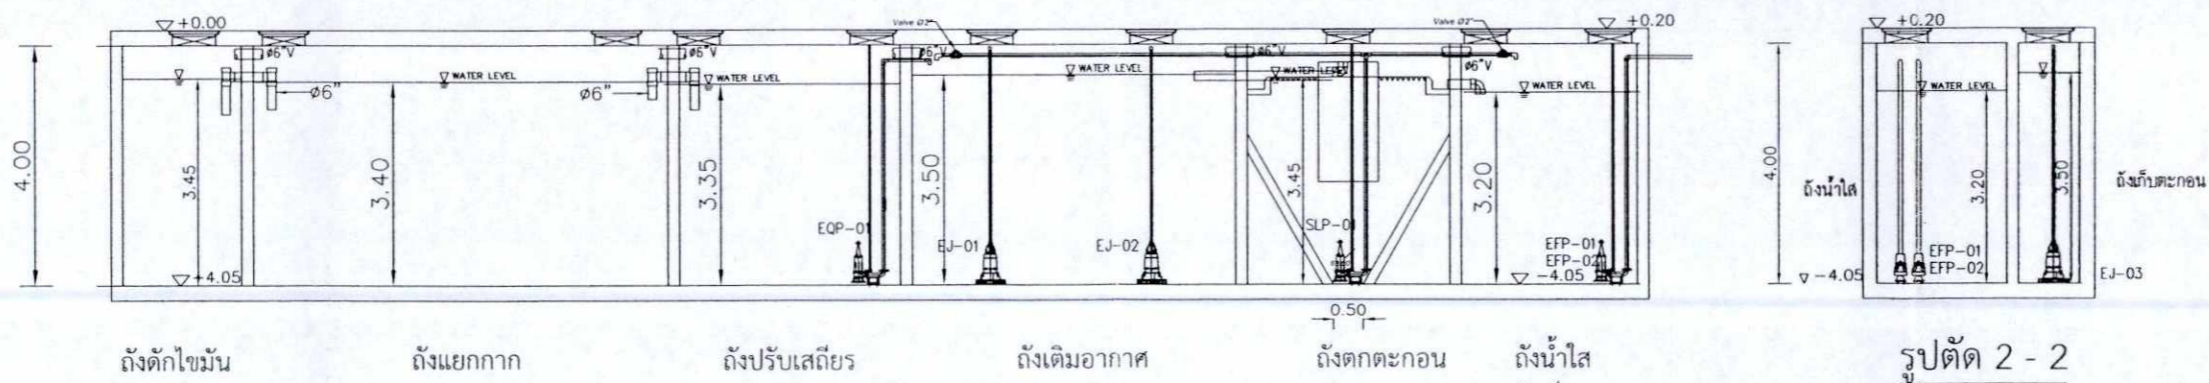 +0.00
Valve Ø2"
Valve Ø2"
+0.20
+0.20
ø6"V
ø6"V
ø6"V
ø6"V
ø6"V
WATER LEVEL
WATER LEVEL
WATER LEVEL
WATER LEVEL
WATER LEVEL
WATER LEVEL
ø6"
ø6"
4.00
3.45
3.40
3.35
3.50
3.45
3.20
4.00
3.20
3.50
ถังน้ำใส
ถังเก็บตะกอน
EQP-01
EJ-01
EJ-02
SLP-01
EFP-01
EFP-02
EFP-01
EFP-02
EJ-03
+4.05
-4.05
-4.05
0.50
ถังดักไขมัน
ถังแยกกาก
ถังปรับเสถียร
ถังเติมอากาศ
ถังตกตะกอน
ถังน้ำใส
รูปตัด 2 - 2